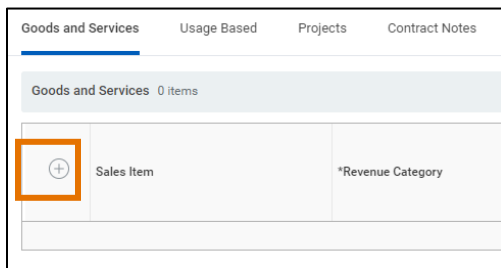 Goods and Services Usage Based Projects Contract Notes
Goods and Services 0 items
Sales Item *Revenue Category